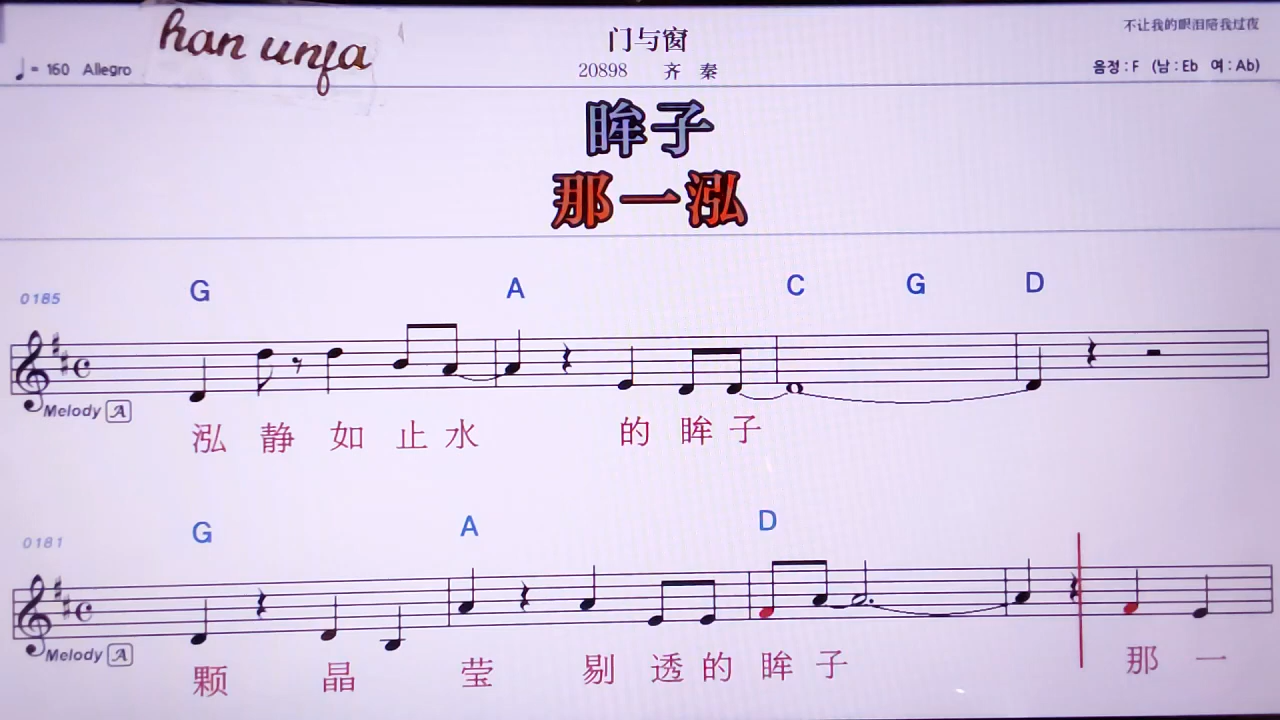 han unfa
门与窗
不让我的眼泪陪我过夜
♩= 160 Allegro
20898 齐 秦
음정 : F (남 : Eb 여 : Ab)
眸子
那一泓
0185 G A C G D
Melody A
泓 静 如 止 水 的 眸 子
0181 G A D
Melody A
颗 晶 莹 剔 透 的 眸 子 那 一